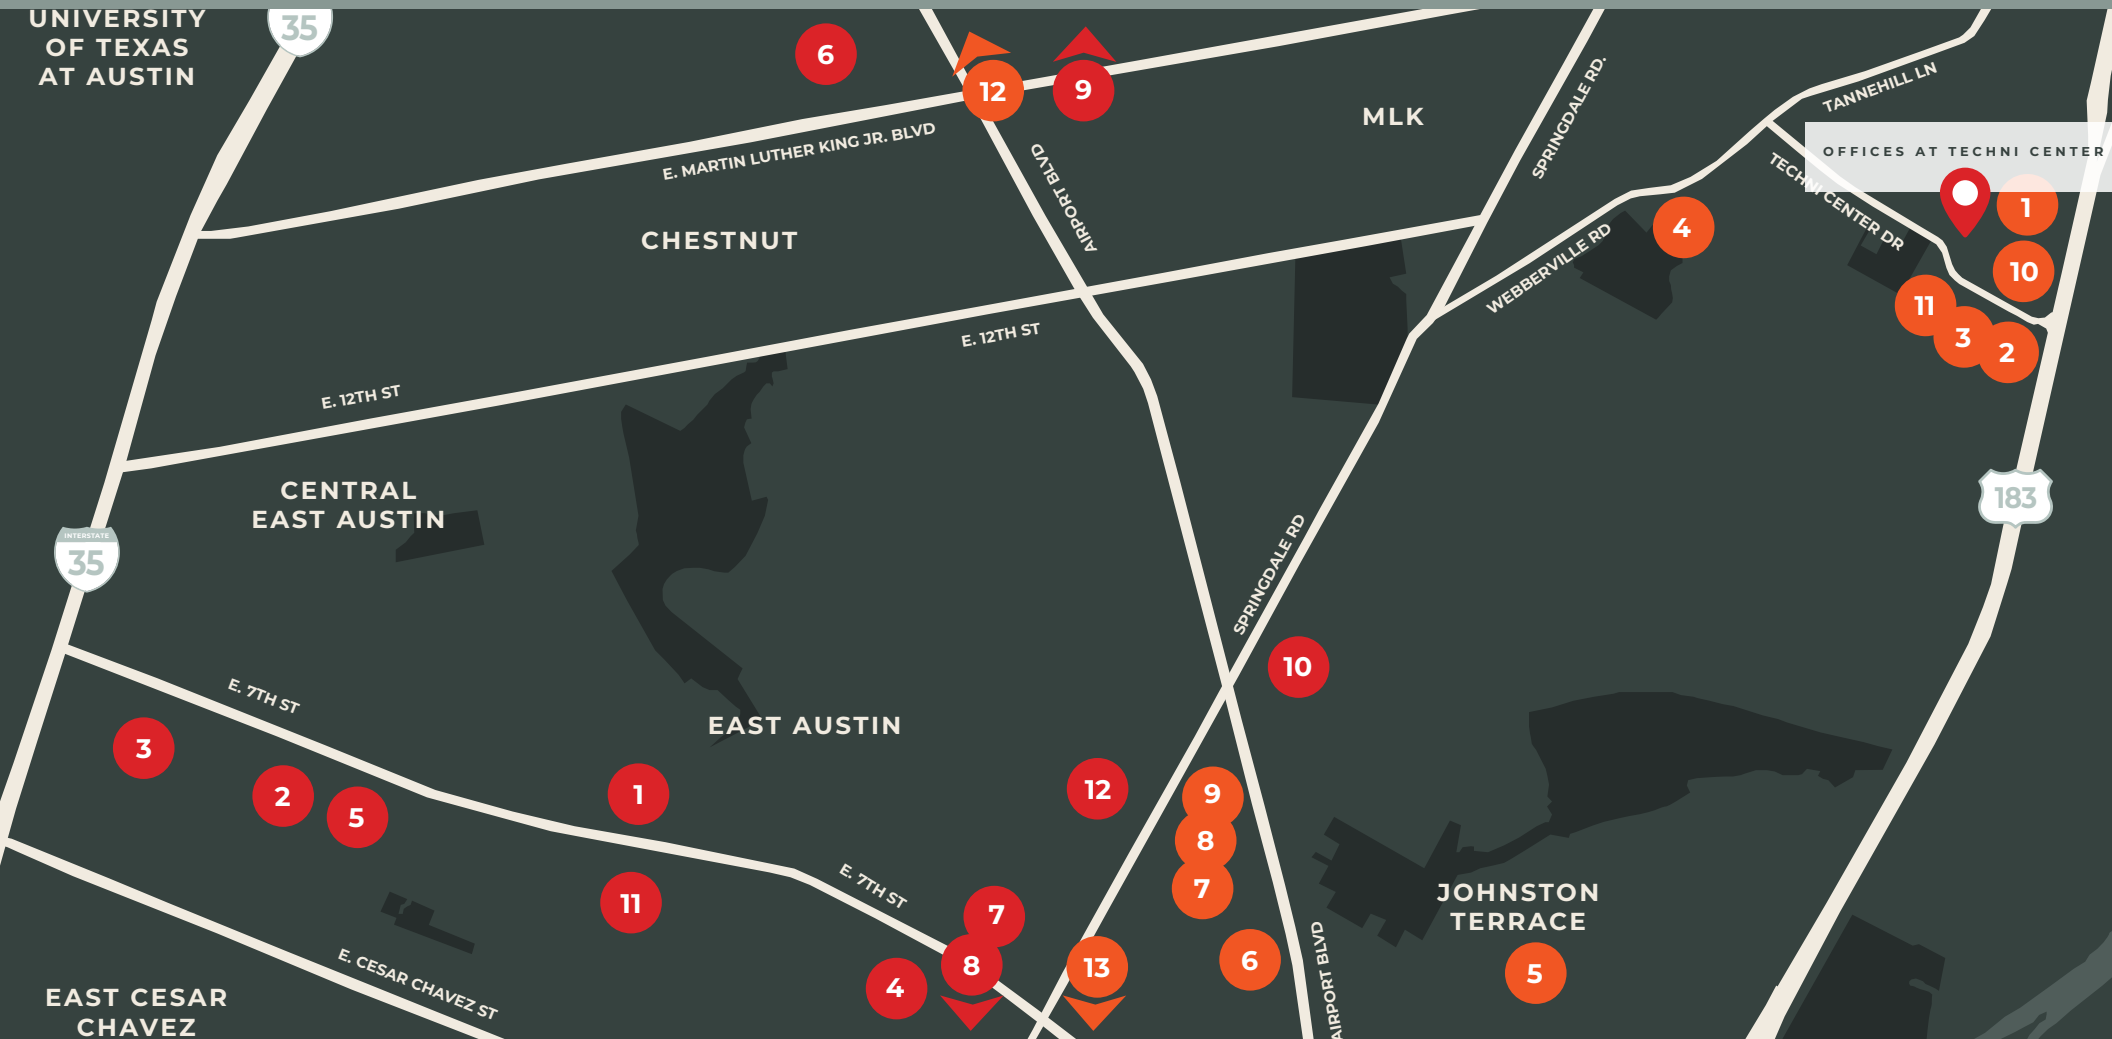 UNIVERSITY
OF TEXAS
AT AUSTIN
35
6
12
9
E. MARTIN LUTHER KING JR. BLVD
AIRPORT BLVD
MLK
SPRINGDALE RD.
TANNEHILL LN
OFFICES AT TECHNI CENTER
TECHNI CENTER DR
1
4
WEBBERVILLE RD
10
11
3
2
CHESTNUT
E. 12TH ST
E. 12TH ST
CENTRAL
EAST AUSTIN
INTERSTATE
35
183
SPRINGDALE RD
10
E. 7TH ST
EAST AUSTIN
3
2
5
1
12
9
8
7
11
E. 7TH ST
7
8
4
13
6
AIRPORT BLVD
JOHNSTON
TERRACE
5
E. CESAR CHAVEZ ST
EAST CESAR
CHAVEZ